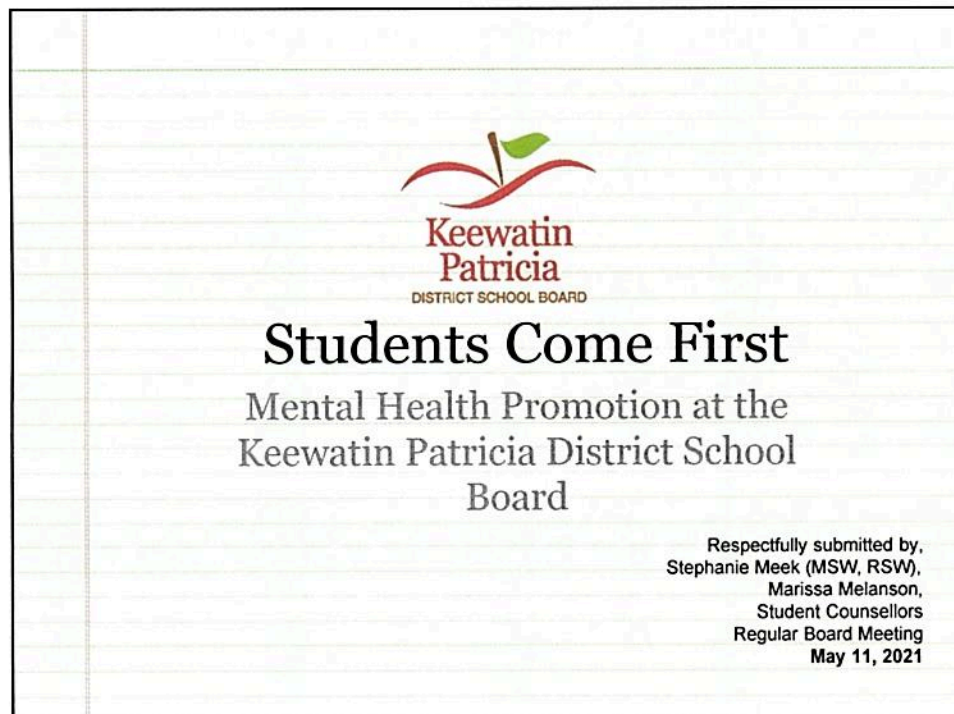 Keewatin
Patricia
DISTRICT SCHOOL BOARD
Students Come First
Mental Health Promotion at the
Keewatin Patricia District School
Board
Respectfully submitted by,
Stephanie Meek (MSW, RSW),
Marissa Melanson,
Student Counsellors
Regular Board Meeting
May 11, 2021